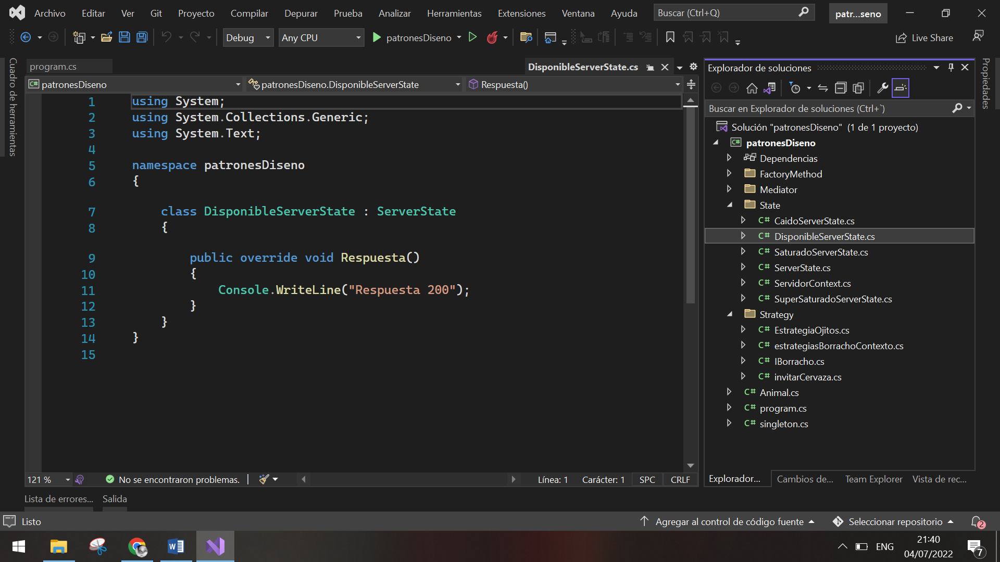 Archivo Editar Ver Git Proyecto Compilar Depurar Prueba Analizar Herramientas Extensiones Ventana Ayuda Buscar (Ctrl+Q) patr...seno
Debug Any CPU patronesDiseno Live Share
Cuadro de herramientas
program.cs DisponibleServerState.cs
patronesDiseno patronesDiseno.DisponibleServerState Respuesta()
1 using System;
2 using System.Collections.Generic;
3 using System.Text;
4
5 namespace patronesDiseno
6 {
7 class DisponibleServerState : ServerState
8 {
9 public override void Respuesta()
10 {
11 Console.WriteLine("Respuesta 200");
12 }
13 }
14 }
15
121 % No se encontraron problemas. Línea: 1 Carácter: 1 SPC CRLF
Explorador de soluciones
Buscar en Explorador de soluciones (Ctrl+`)
Solución "patronesDiseno" (1 de 1 proyecto)
C# patronesDiseno
Dependencias
FactoryMethod
Mediator
State
C# CaidoServerState.cs
C# DisponibleServerState.cs
C# SaturadoServerState.cs
C# ServerState.cs
C# ServidorContext.cs
C# SuperSaturadoServerState.cs
Strategy
C# EstrategiaOjitos.cs
C# estrategiasBorrachoContexto.cs
C# IBorracho.cs
C# invitarCervaza.cs
C# Animal.cs
C# program.cs
C# singleton.cs
Explorador... Cambios de... Team Explorer Vista de rec...
Propiedades
Lista de errores... Salida
Listo Agregar al control de código fuente Seleccionar repositorio 2
W ENG 21:40
04/07/2022 7